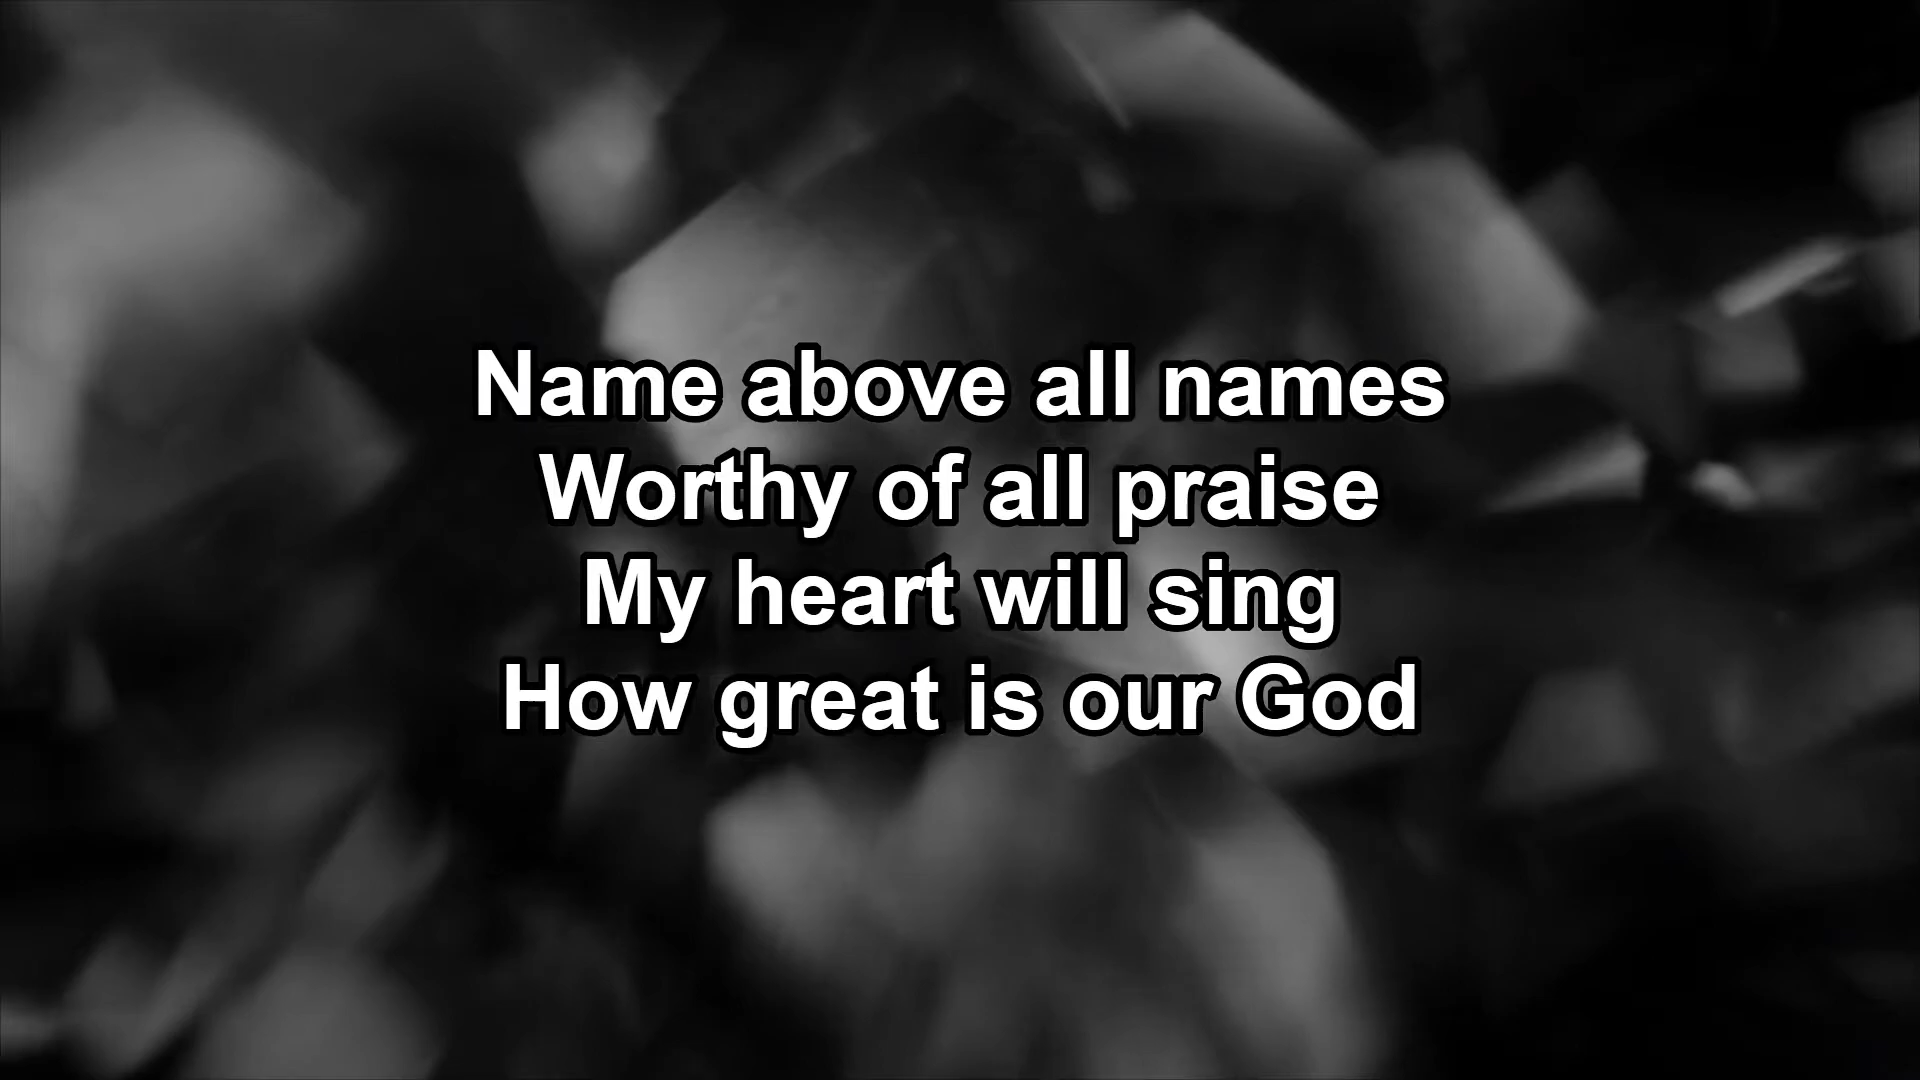 Name above all names
Worthy of all praise
My heart will sing
How great is our God